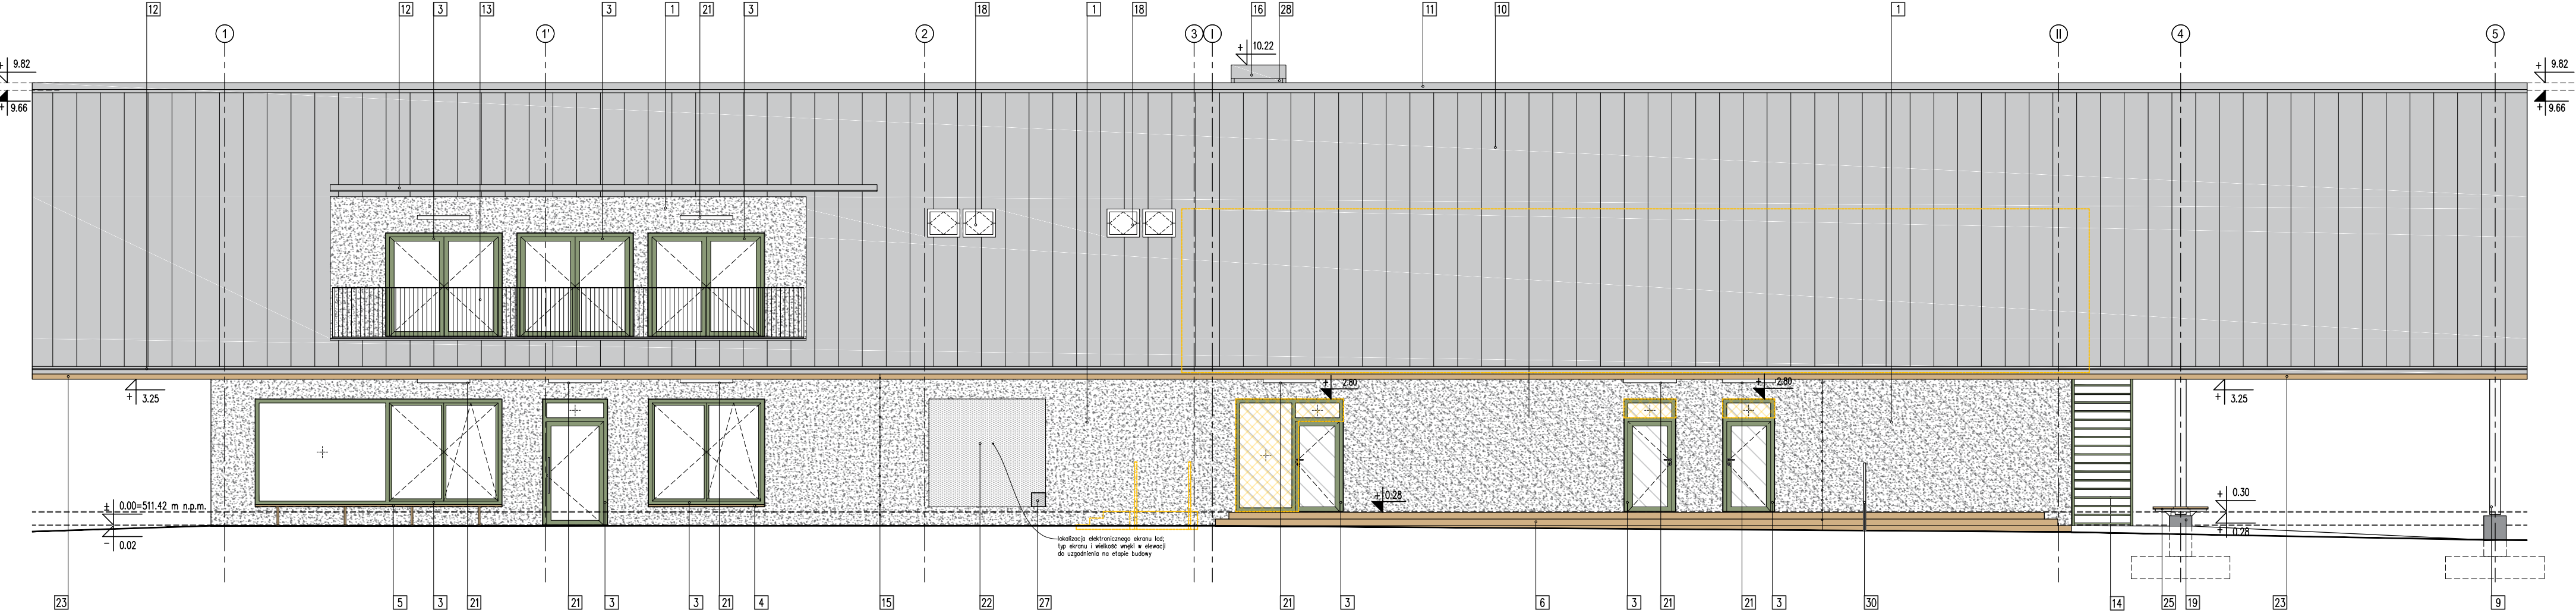 12 12 3 13 3 1 21 3 18 1 18 16 28 11 10 1
1 1' 2 3 I II 4 5
+ 10.22
+ 9.82
+ 9.66
+ 9.82
+ 9.66
+ 3.25
+ 2.80
+ 2.80
+ 3.25
+ 0.00=511.42 m n.p.m.
- 0.02
+ 0.28
+ 0.30
+ 0.28
lokalizacja elektronicznego ekranu lcd;
typ ekranu i wielkość wnęki w elewacji
do uzgodnienia na etapie budowy
23 5 3 21 21 3 3 21 4 15 22 27 21 3 6 3 21 21 3 30 14 25 19 23 9